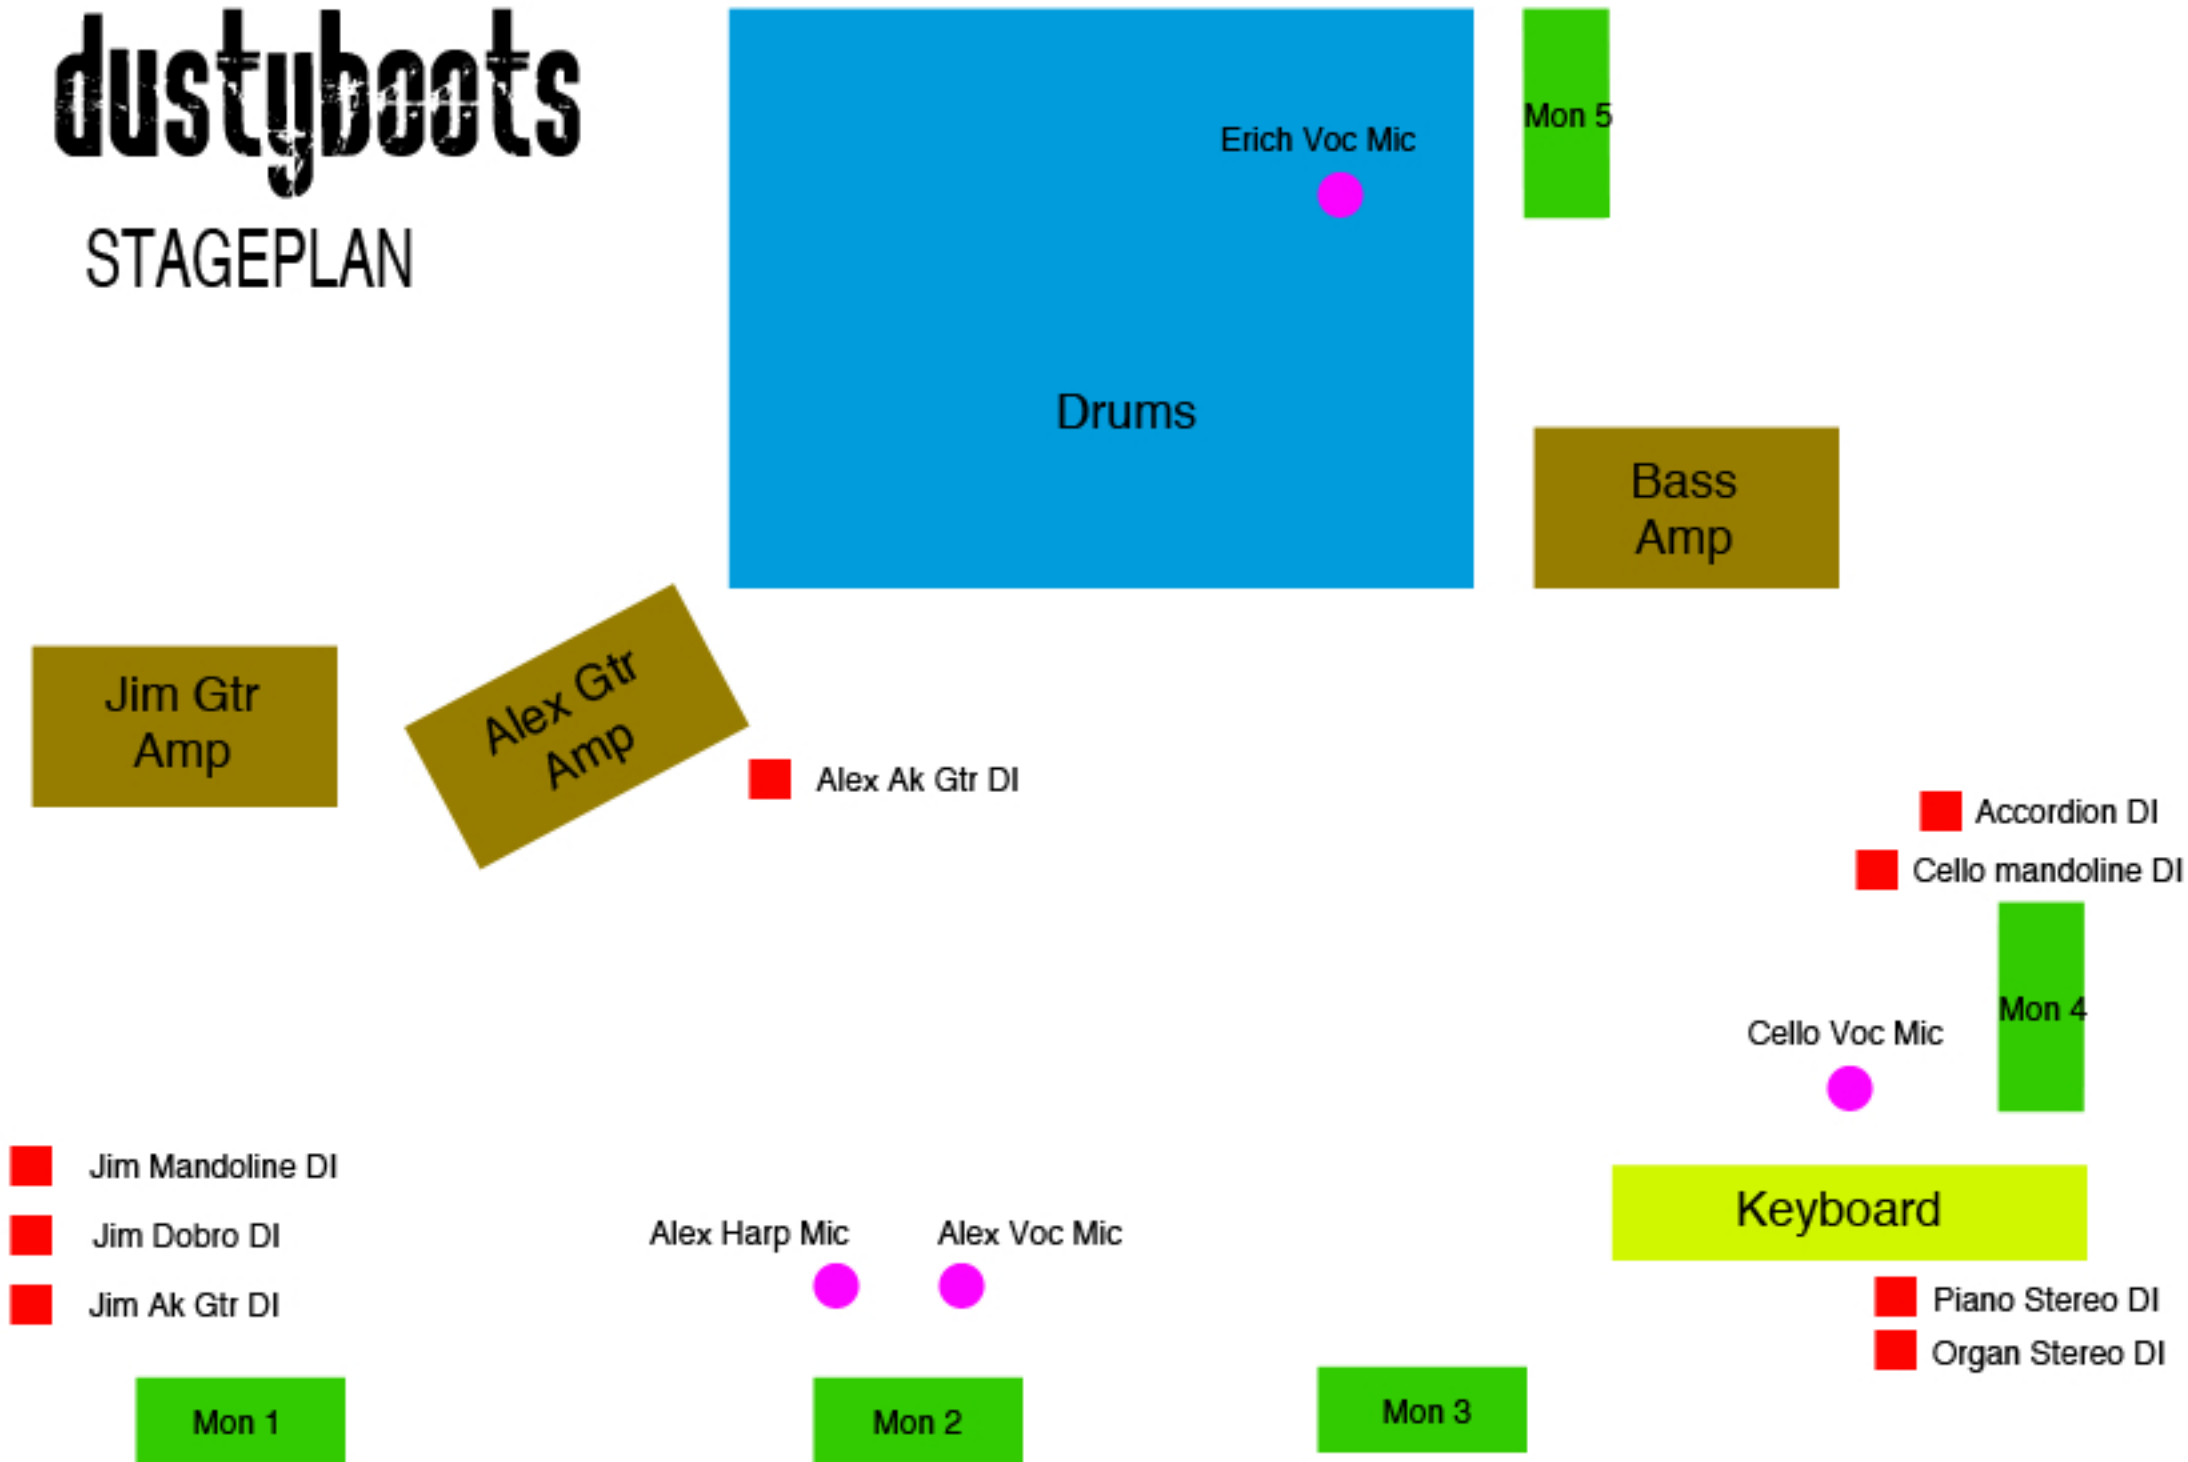 dustyboots
STAGEPLAN
Mon 5
Erich Voc Mic
Drums
Bass
Amp
Jim Gtr
Amp
Alex Gtr
Amp
Alex Ak Gtr DI
Accordion DI
Cello mandoline DI
Mon 4
Cello Voc Mic
Jim Mandoline DI
Jim Dobro DI
Jim Ak Gtr DI
Alex Harp Mic
Alex Voc Mic
Keyboard
Piano Stereo DI
Organ Stereo DI
Mon 1
Mon 2
Mon 3